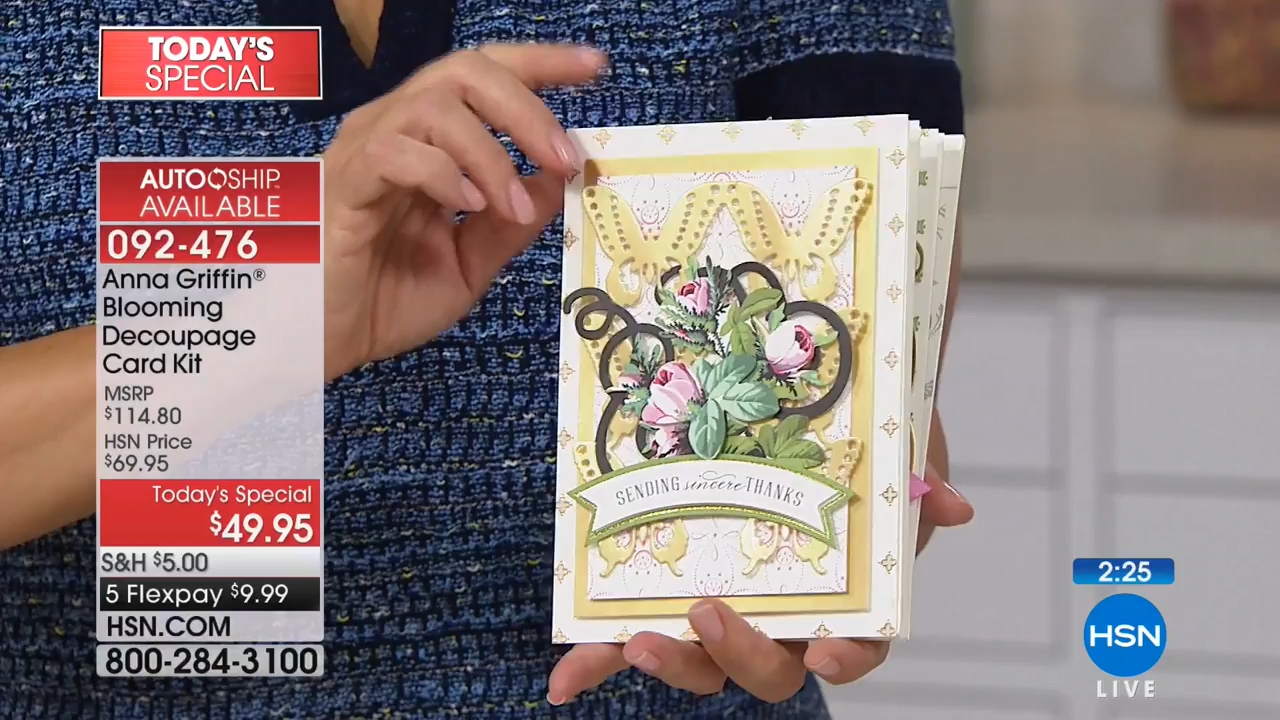 TODAY'S
SPECIAL
AUTOSHIP™
AVAILABLE
092-476
Anna Griffin®
Blooming
Decoupage
Card Kit
MSRP
$114.80
HSN Price
$69.95
Today's Special
$49.95
S&H $5.00
5 Flexpay $9.99
HSN.COM
800-284-3100
SENDING sincere THANKS
2:25
HSN
LIVE